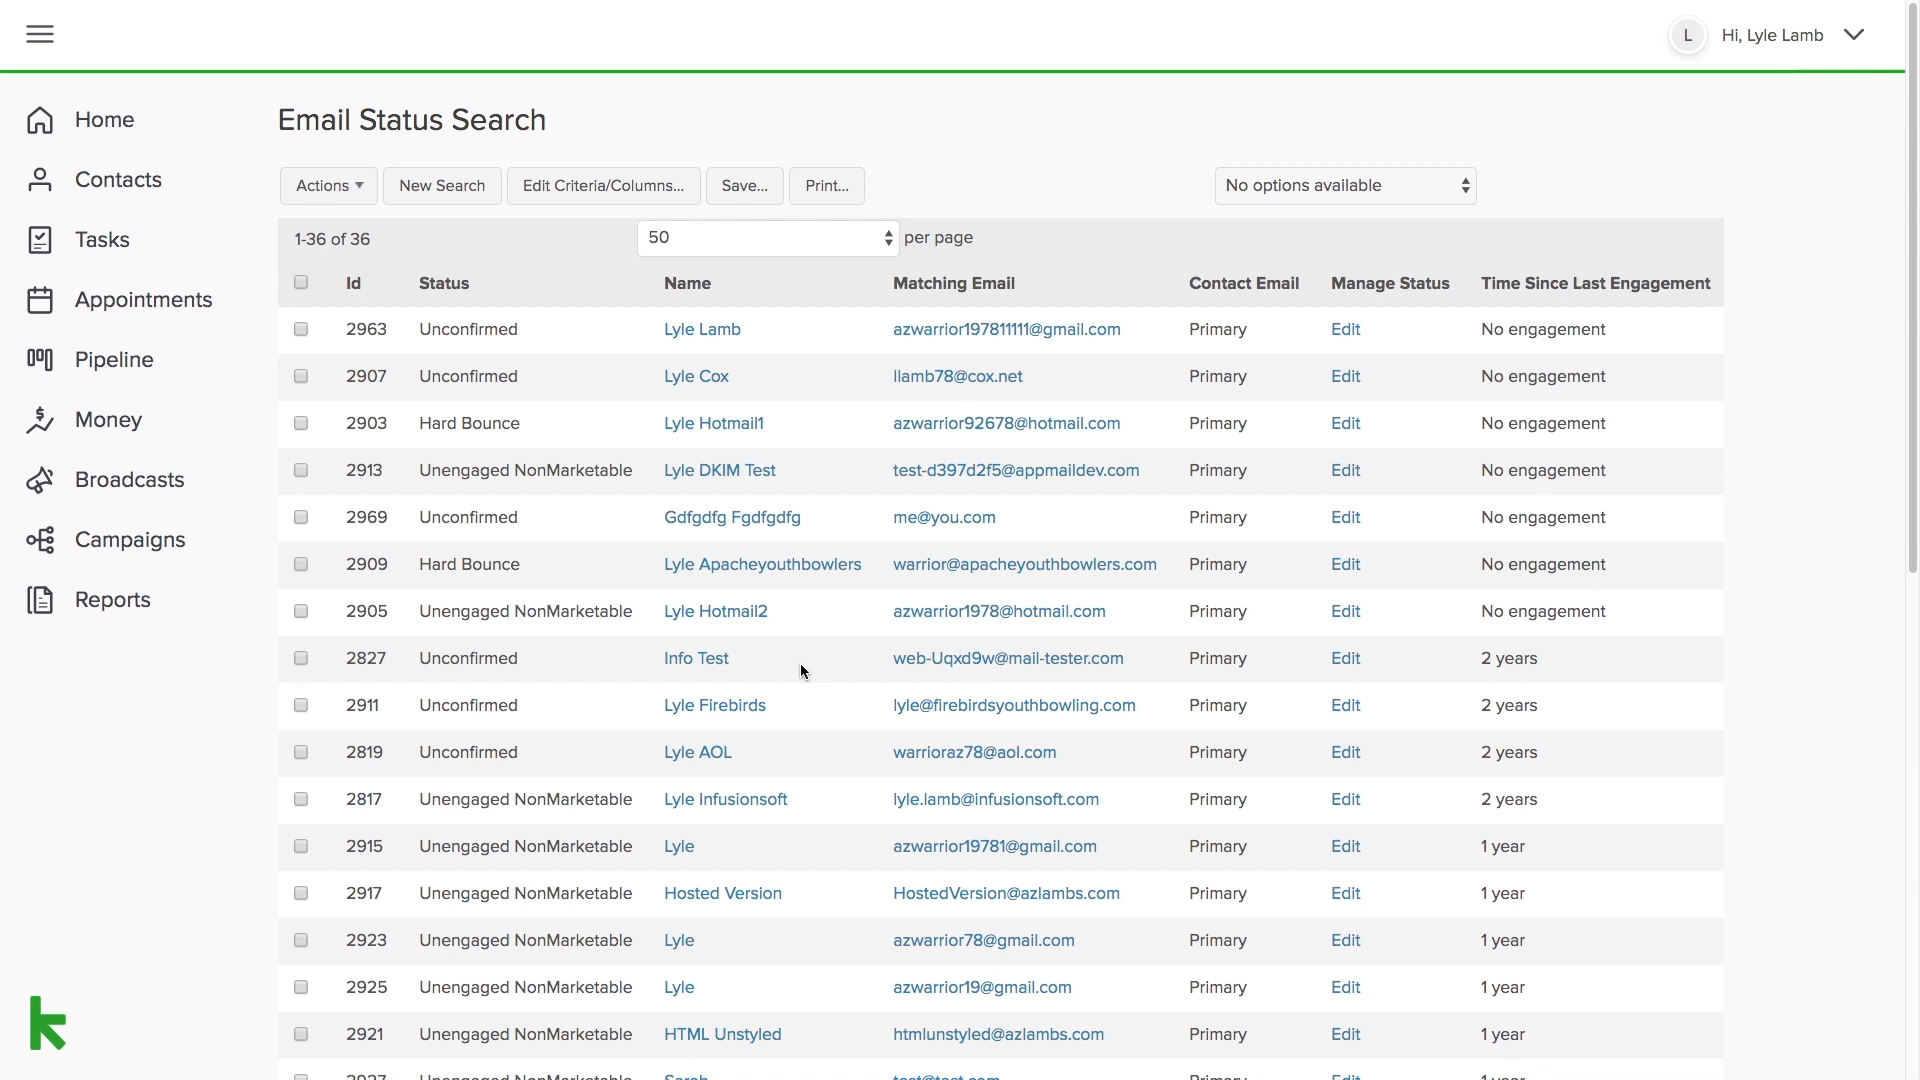 L Hi, Lyle Lamb
Home
Contacts
Tasks
Appointments
Pipeline
Money
Broadcasts
Campaigns
Reports
Email Status Search
Actions New Search Edit Criteria/Columns... Save... Print... No options available
1-36 of 36 50 per page
Id Status Name Matching Email Contact Email Manage Status Time Since Last Engagement
2963 Unconfirmed Lyle Lamb azwarrior197811111@gmail.com Primary Edit No engagement
2907 Unconfirmed Lyle Cox llamb78@cox.net Primary Edit No engagement
2903 Hard Bounce Lyle Hotmail1 azwarrior92678@hotmail.com Primary Edit No engagement
2913 Unengaged NonMarketable Lyle DKIM Test test-d397d2f5@appmaildev.com Primary Edit No engagement
2969 Unconfirmed Gdfgdfg Fgdfgdfg me@you.com Primary Edit No engagement
2909 Hard Bounce Lyle Apacheyouthbowlers warrior@apacheyouthbowlers.com Primary Edit No engagement
2905 Unengaged NonMarketable Lyle Hotmail2 azwarrior1978@hotmail.com Primary Edit No engagement
2827 Unconfirmed Info Test web-Uqxd9w@mail-tester.com Primary Edit 2 years
2911 Unconfirmed Lyle Firebirds lyle@firebirdsyouthbowling.com Primary Edit 2 years
2819 Unconfirmed Lyle AOL warrioraz78@aol.com Primary Edit 2 years
2817 Unengaged NonMarketable Lyle Infusionsoft lyle.lamb@infusionsoft.com Primary Edit 2 years
2915 Unengaged NonMarketable Lyle azwarrior19781@gmail.com Primary Edit 1 year
2917 Unengaged NonMarketable Hosted Version HostedVersion@azlambs.com Primary Edit 1 year
2923 Unengaged NonMarketable Lyle azwarrior78@gmail.com Primary Edit 1 year
2925 Unengaged NonMarketable Lyle azwarrior19@gmail.com Primary Edit 1 year
2921 Unengaged NonMarketable HTML Unstyled htmlunstyled@azlambs.com Primary Edit 1 year
2927 Unengaged NonMarketable Sarah test@test.com Primary Edit 1 year